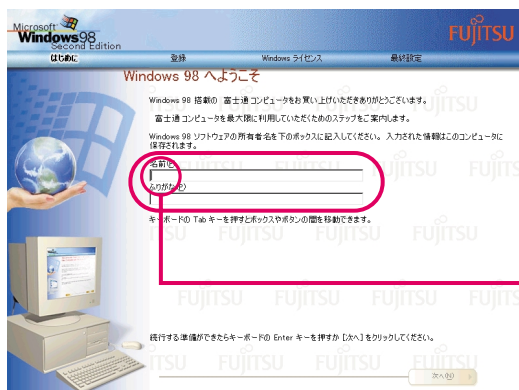 Microsoft
Windows98
Second Edition
FUJITSU
はじめに 登録 Windows ライセンス 最終設定
Windows 98 へようこそ
Windows 98 搭載の 富士通 コンピュータをお買い上げいただきありがとうございます。
富士通 コンピュータを最大限に利用していただくためのステップをご案内します。
Windows 98 ソフトウェアの所有者名を下のボックスに記入してください。 入力された情報はこのコンピュータに
保存されます。
名前(E)
ふりがな(P)
キーボードの Tab キーを押すとボックスやボタンの間を移動できます。
続行する準備ができたらキーボードの Enter キーを押すか [次へ] をクリックしてください。
次へ(N)